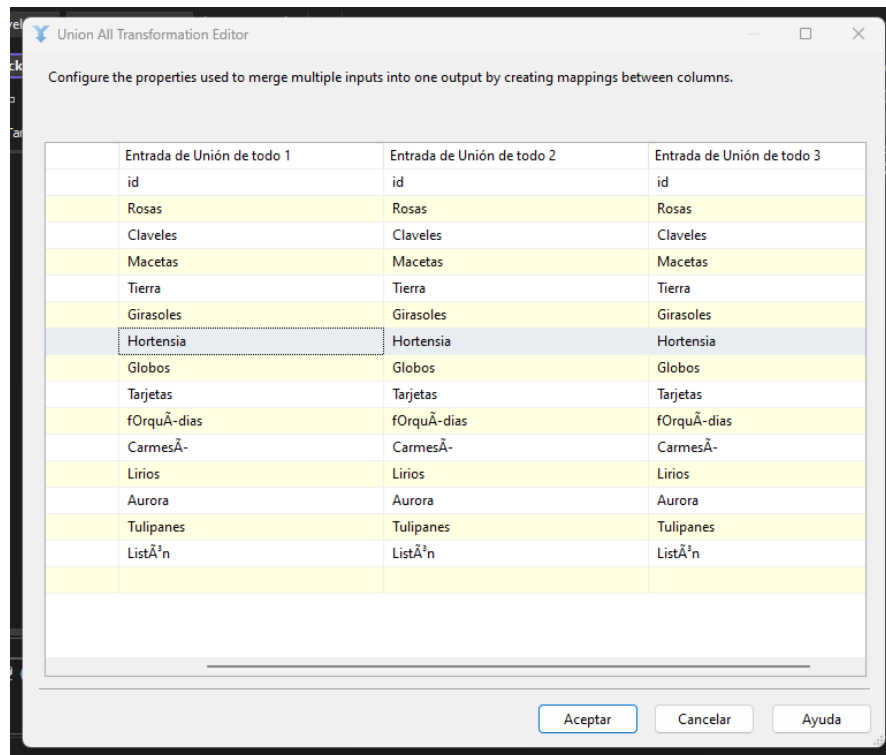 Union All Transformation Editor
Configure the properties used to merge multiple inputs into one output by creating mappings between columns.
Entrada de Unión de todo 1 Entrada de Unión de todo 2 Entrada de Unión de todo 3
id id id
Rosas Rosas Rosas
Claveles Claveles Claveles
Macetas Macetas Macetas
Tierra Tierra Tierra
Girasoles Girasoles Girasoles
Hortensia Hortensia Hortensia
Globos Globos Globos
Tarjetas Tarjetas Tarjetas
fOrquÃ-dias fOrquÃ-dias fOrquÃ-dias
CarmesÃ- CarmesÃ- CarmesÃ-
Lirios Lirios Lirios
Aurora Aurora Aurora
Tulipanes Tulipanes Tulipanes
ListÃ³n ListÃ³n ListÃ³n
Aceptar Cancelar Ayuda